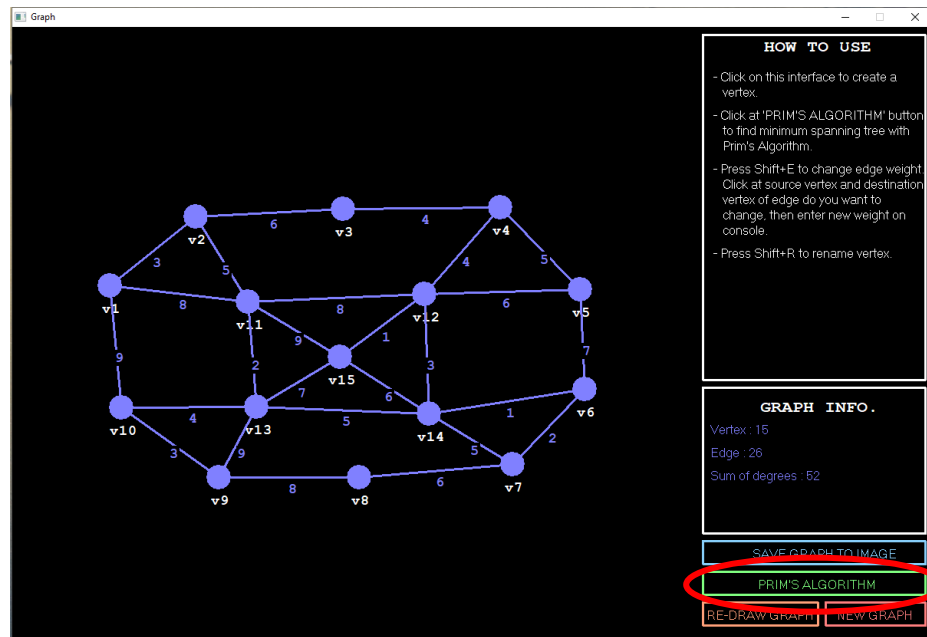 Graph
HOW TO USE
- Click on this interface to create a
vertex.
- Click at 'PRIM'S ALGORITHM' button
to find minimum spanning tree with
Prim's Algorithm.
- Press Shift+E to change edge weight.
Click at source vertex and destination
vertex of edge do you want to
change, then enter new weight on
console.
- Press Shift+R to rename vertex.
6
4
v2
v3
v4
3
5
4
5
8
8
6
v1
v11
v12
v5
9
1
9
2
3
7
v15
7
6
1
4
5
v6
v10
v13
v14
3
9
5
2
8
6
v9
v8
v7
GRAPH INFO.
Vertex : 15
Edge : 26
Sum of degrees : 52
SAVE GRAPH TO IMAGE
PRIM'S ALGORITHM
RE-DRAW GRAPH
NEW GRAPH